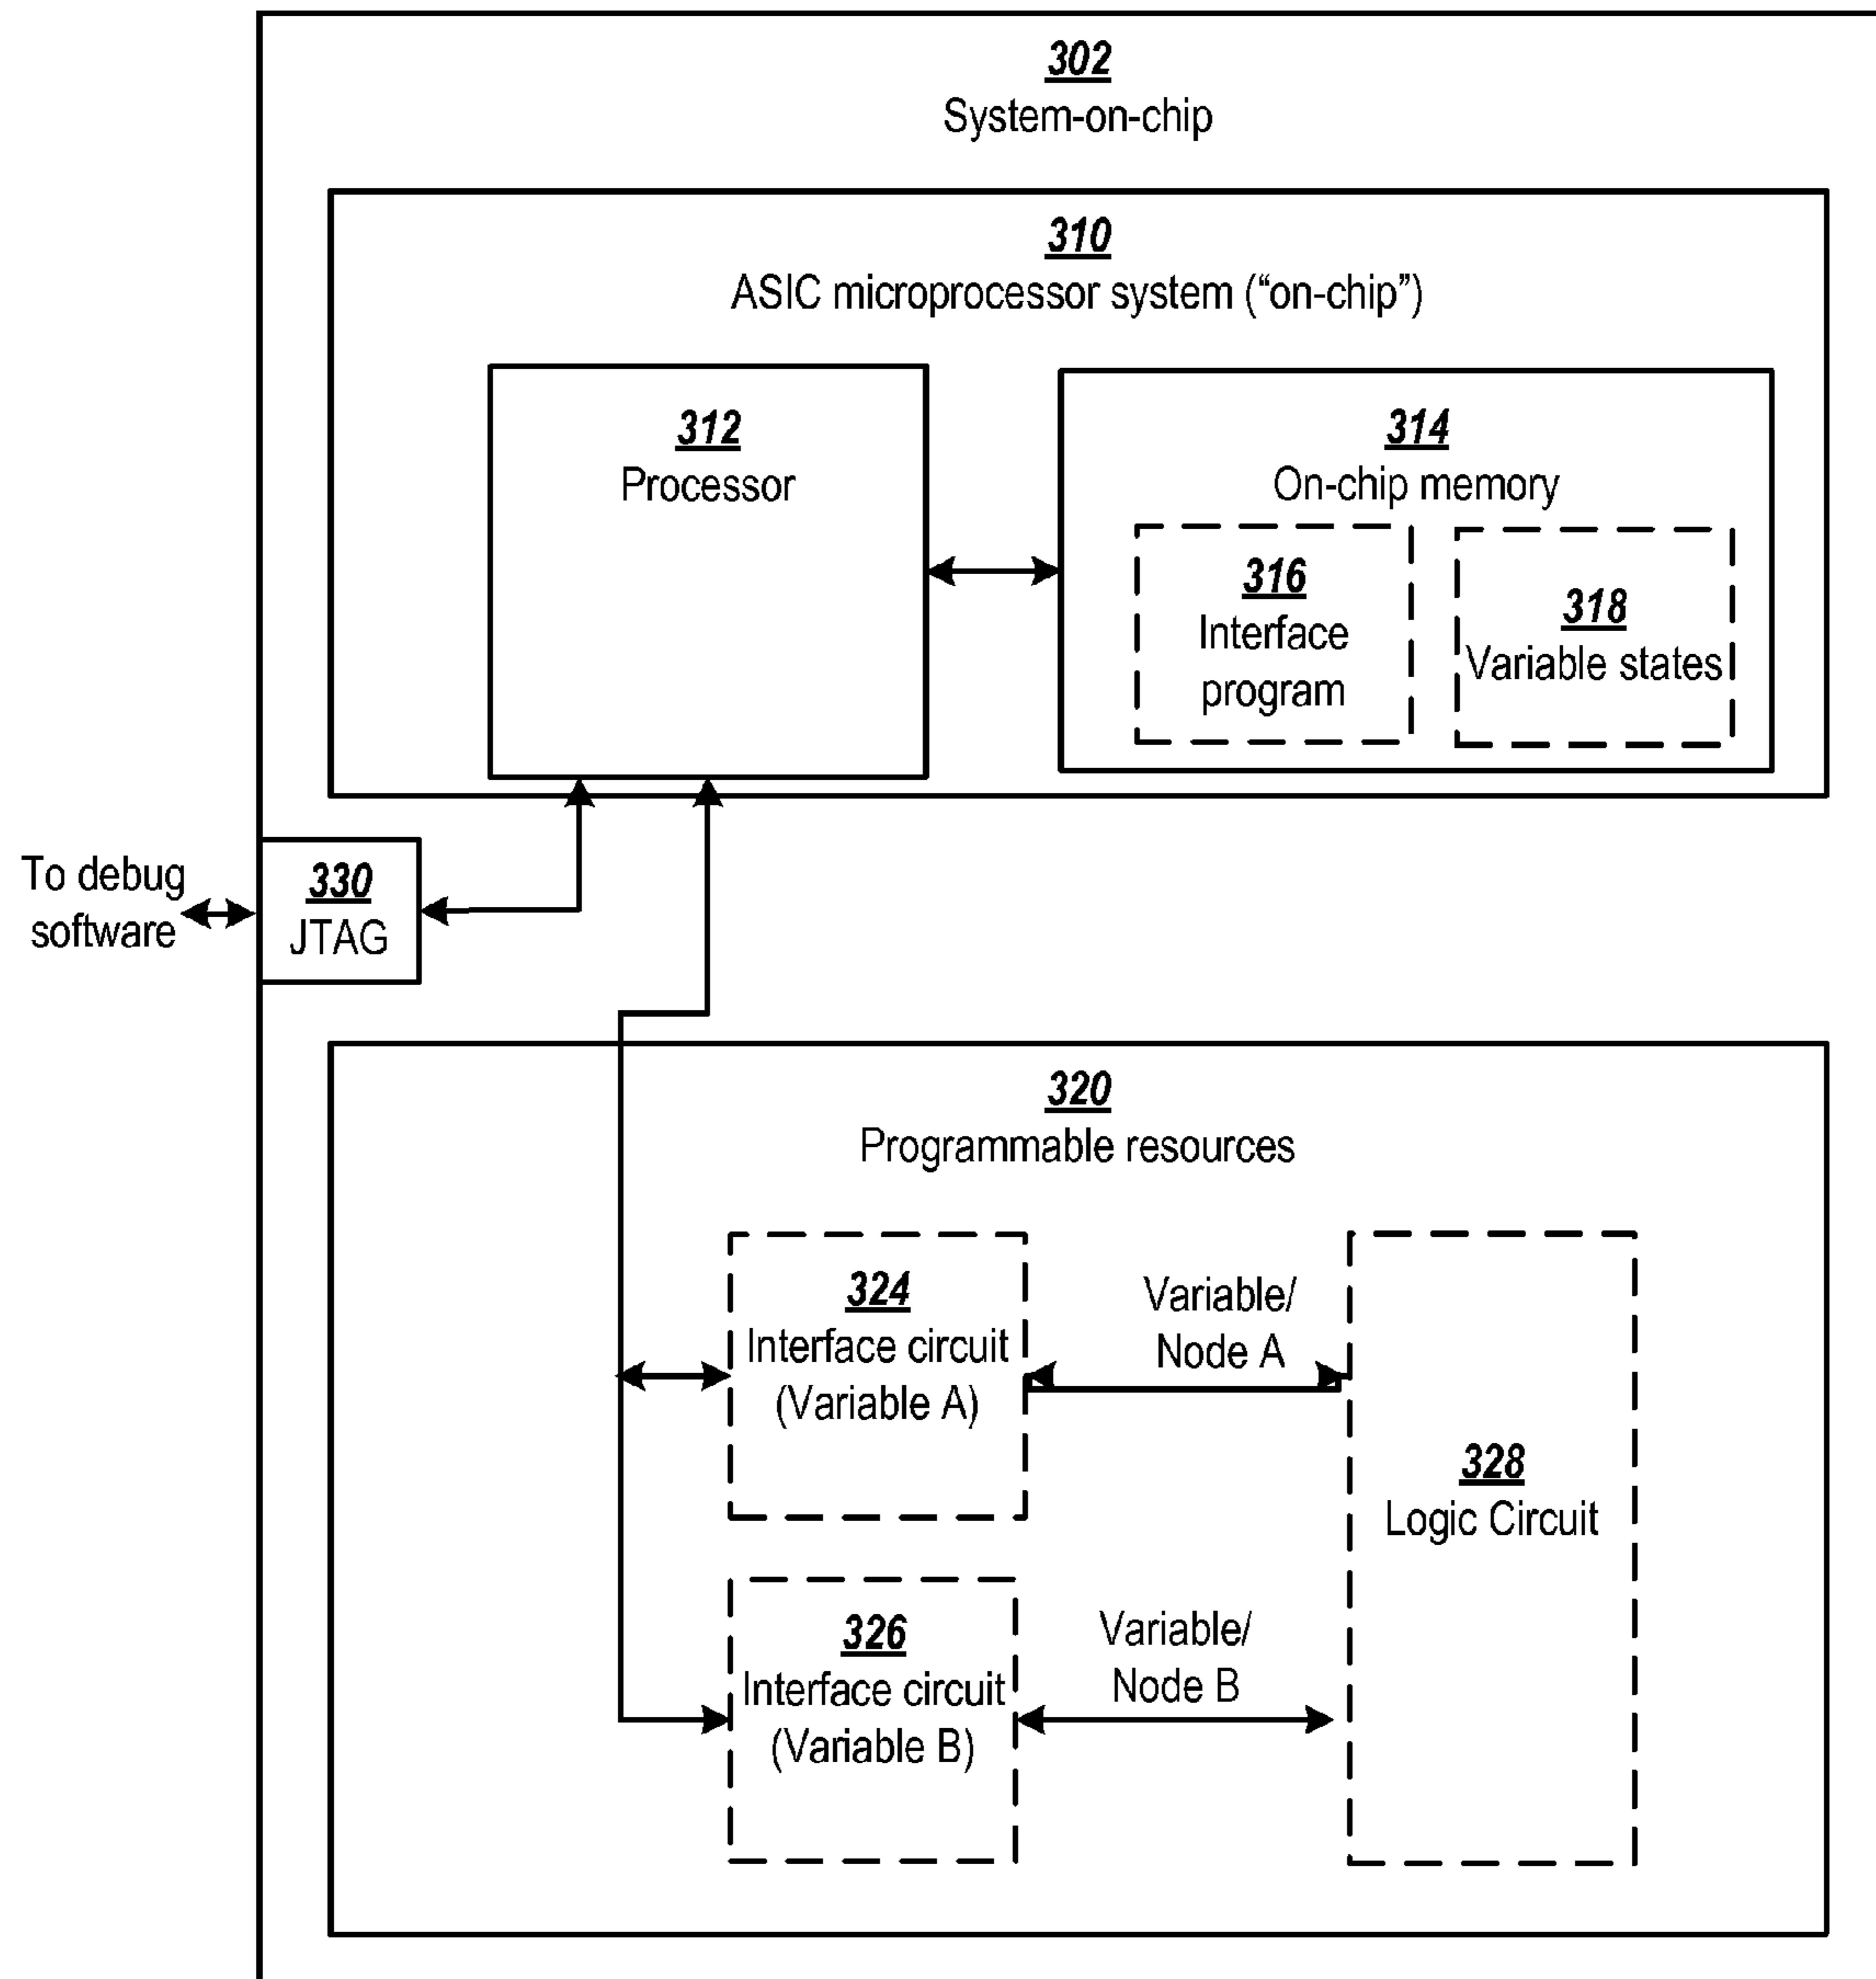 302
System-on-chip
310
ASIC microprocessor system (“on-chip”)
312
Processor
314
On-chip memory
316
Interface
program
318
Variable states
To debug
software
330
JTAG
320
Programmable resources
324
Interface circuit
(Variable A)
Variable/
Node A
328
Logic Circuit
326
Interface circuit
(Variable B)
Variable/
Node B